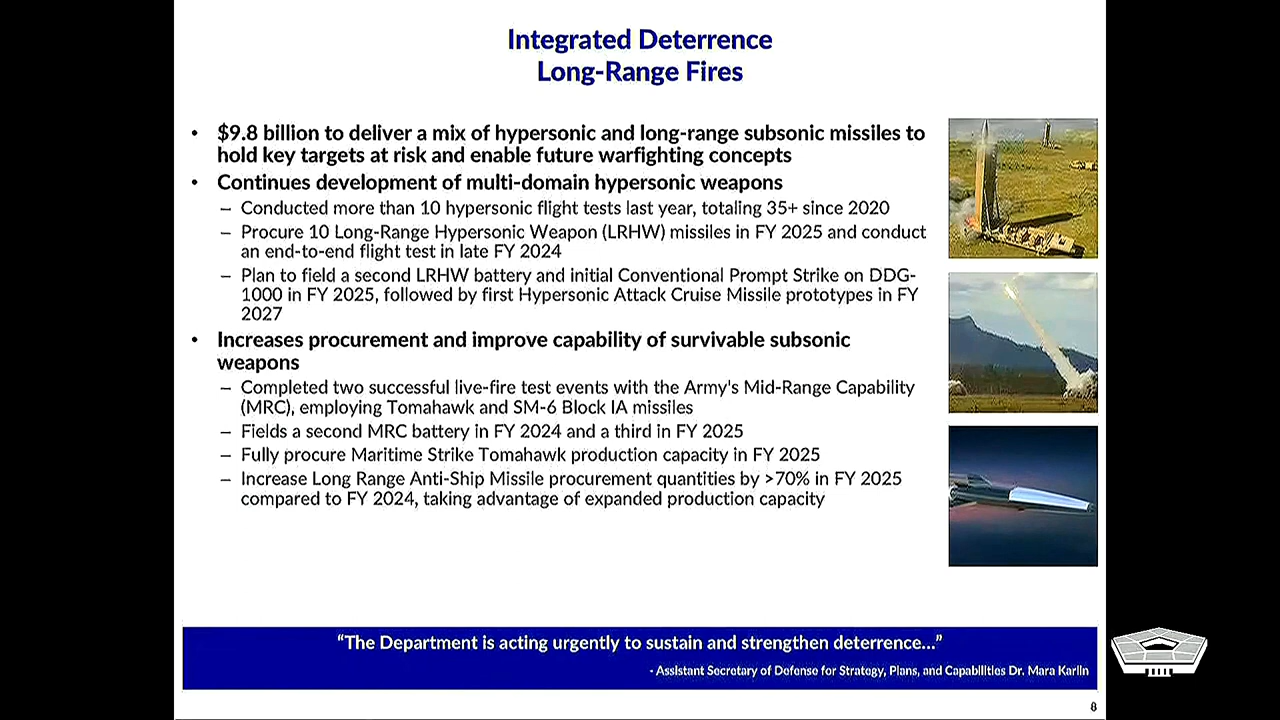 Integrated Deterrence
Long-Range Fires
• $9.8 billion to deliver a mix of hypersonic and long-range subsonic missiles to
hold key targets at risk and enable future warfighting concepts
• Continues development of multi-domain hypersonic weapons
– Conducted more than 10 hypersonic flight tests last year, totaling 35+ since 2020
– Procure 10 Long-Range Hypersonic Weapon (LRHW) missiles in FY 2025 and conduct
an end-to-end flight test in late FY 2024
– Plan to field a second LRHW battery and initial Conventional Prompt Strike on DDG-
1000 in FY 2025, followed by first Hypersonic Attack Cruise Missile prototypes in FY
2027
• Increases procurement and improve capability of survivable subsonic
weapons
– Completed two successful live-fire test events with the Army's Mid-Range Capability
(MRC), employing Tomahawk and SM-6 Block IA missiles
– Fields a second MRC battery in FY 2024 and a third in FY 2025
– Fully procure Maritime Strike Tomahawk production capacity in FY 2025
– Increase Long Range Anti-Ship Missile procurement quantities by >70% in FY 2025
compared to FY 2024, taking advantage of expanded production capacity
“The Department is acting urgently to sustain and strengthen deterrence…”
- Assistant Secretary of Defense for Strategy, Plans, and Capabilities Dr. Mara Karlin
8